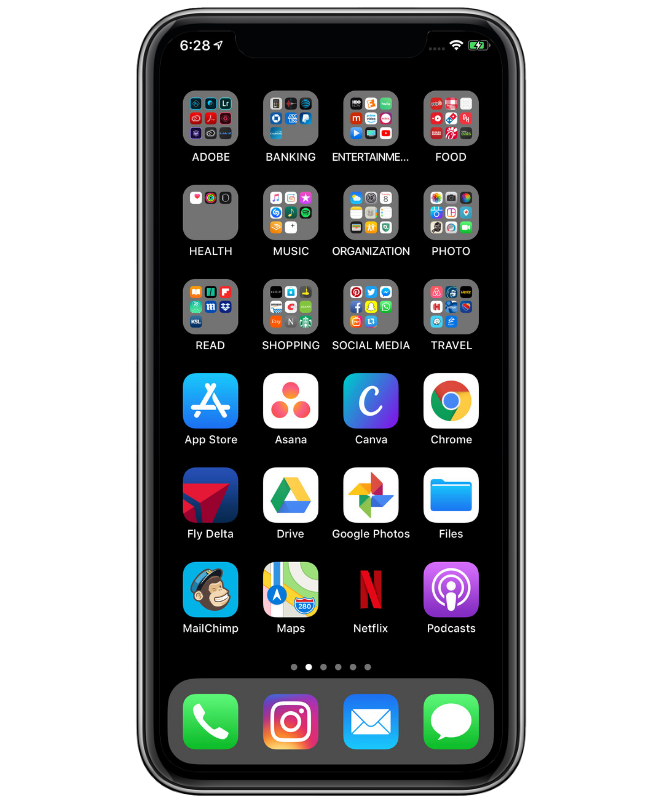 6:28
ADOBE BANKING ENTERTAINME... FOOD
HEALTH MUSIC ORGANIZATION PHOTO
READ SHOPPING SOCIAL MEDIA TRAVEL
App Store Asana Canva Chrome
Fly Delta Drive Google Photos Files
280
MailChimp Maps Netflix Podcasts